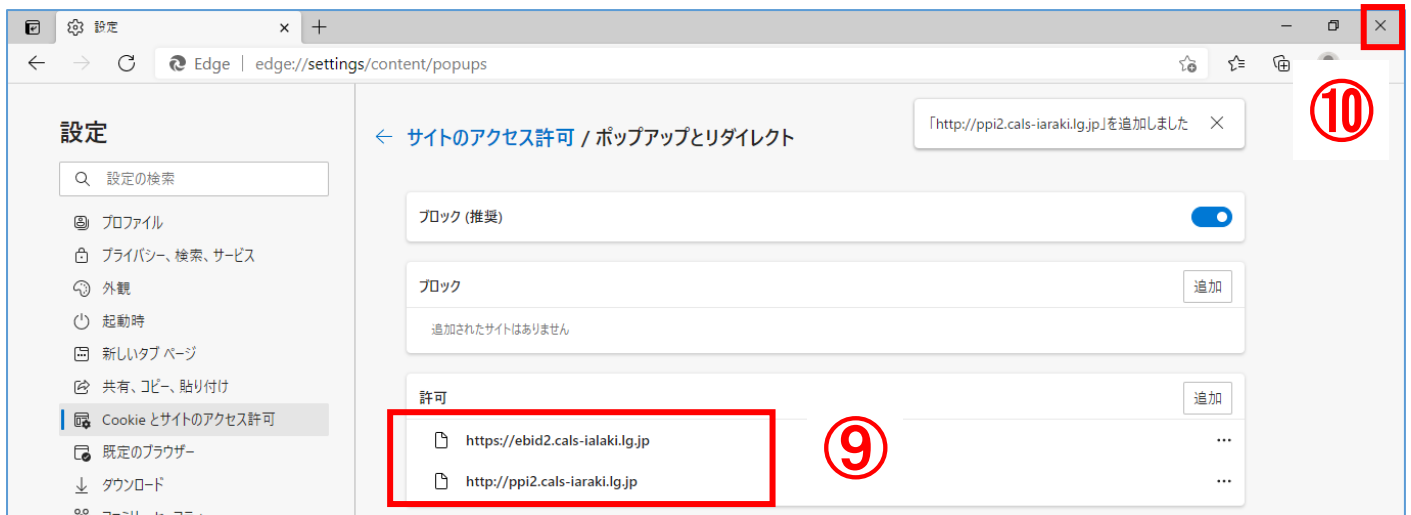 設定
Edge | edge://settings/content/popups
⑩
設定
設定の検索
プロファイル
プライバシー、検索、サービス
外観
起動時
新しいタブ ページ
共有、コピー、貼り付け
Cookie とサイトのアクセス許可
既定のブラウザー
ダウンロード
サイトのアクセス許可 / ポップアップとリダイレクト
「http://ppi2.cals-iaraki.lg.jp」を追加しました
ブロック (推奨)
ブロック
追加
追加されたサイトはありません
許可
追加
https://ebid2.cals-ialaki.lg.jp
http://ppi2.cals-iaraki.lg.jp
⑨